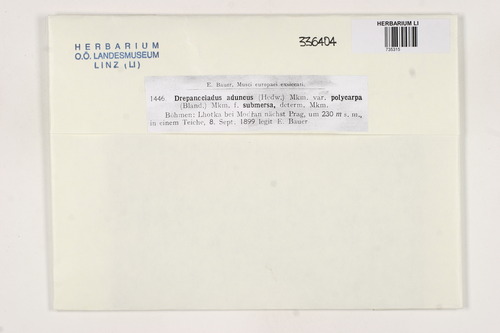 HERBARIUM
O.Ö. LANDESMUSEUM
LINZ (LI)
336404
HERBARIUM LI
735315
E. Bauer, Musci europaei exsiccati.
1446. Drepanocladus aduncus (Hedw.) Mkm. var. polycarpa
(Bland.) Mkm. f. submersa, determ. Mkm.
Böhmen: Lhotka bei Modřan nächst Prag, um 230 m s. m.,
in einem Teiche, 8. Sept. 1899 legit E. Bauer